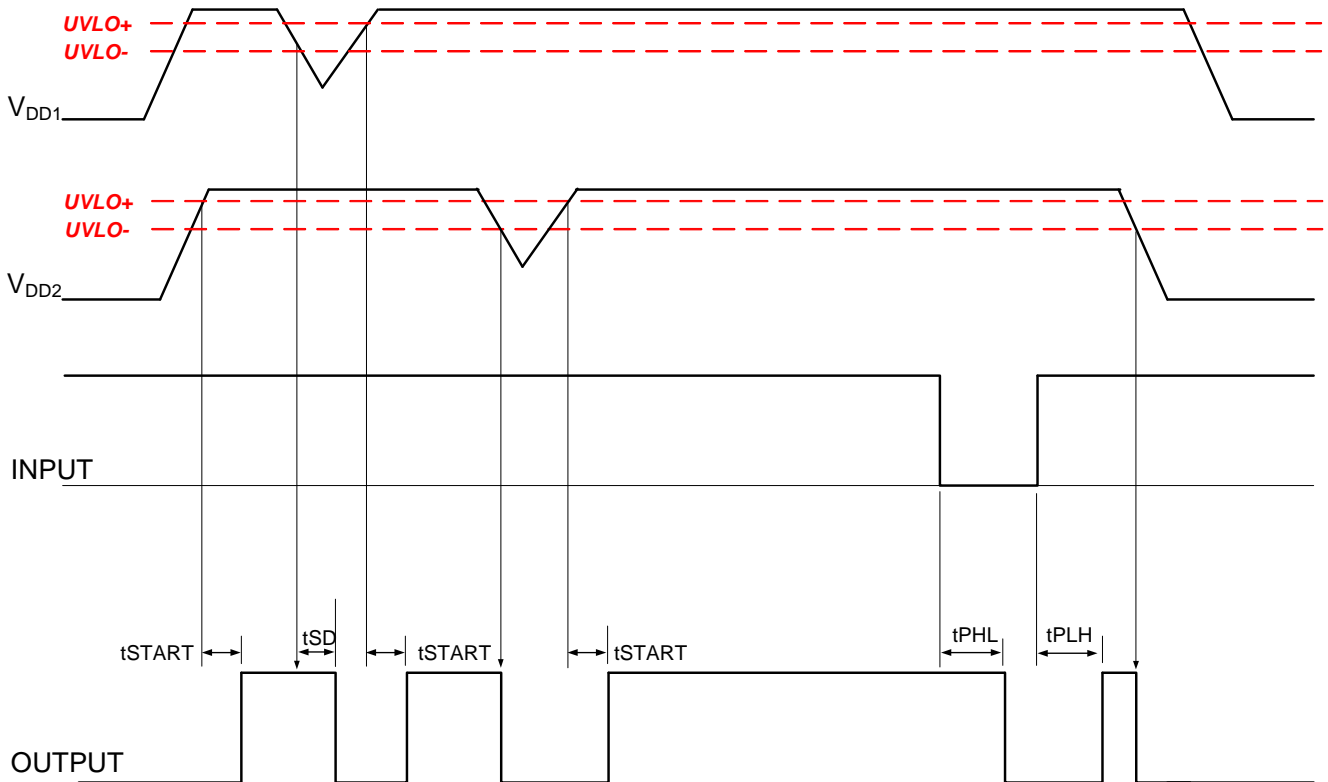 UVLO+
UVLO-
VDD1
UVLO+
UVLO-
VDD2
INPUT
tSTART
tSD
tSTART
tSTART
tPHL
tPLH
OUTPUT